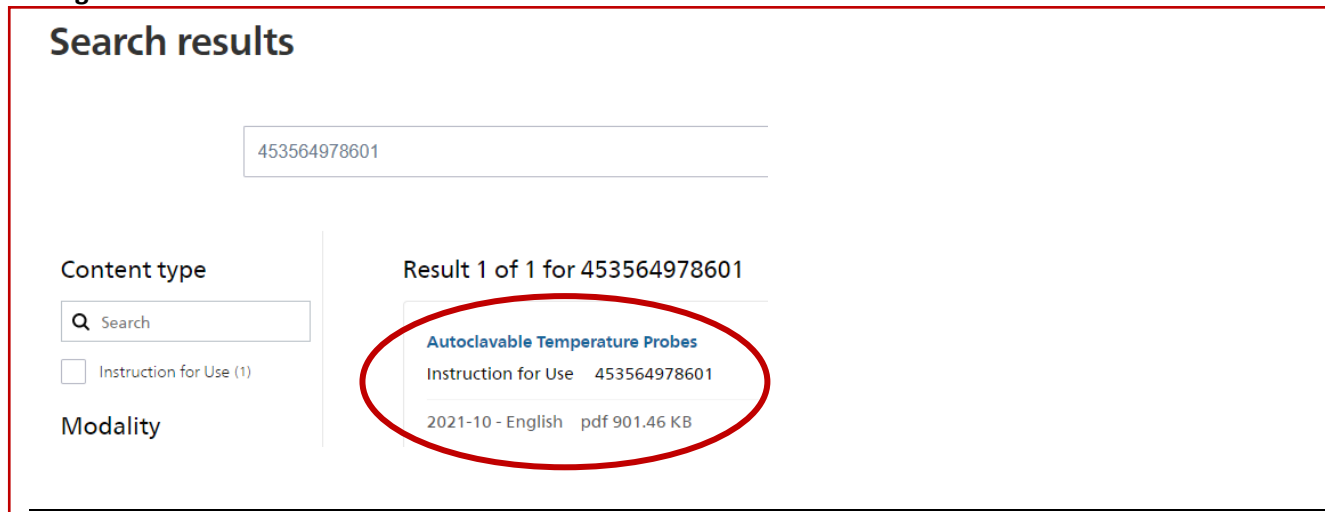 Search results
453564978601
Content type
Search
Instruction for Use (1)
Modality
Result 1 of 1 for 453564978601
Autoclavable Temperature Probes
Instruction for Use 453564978601
2021-10 - English pdf 901.46 KB